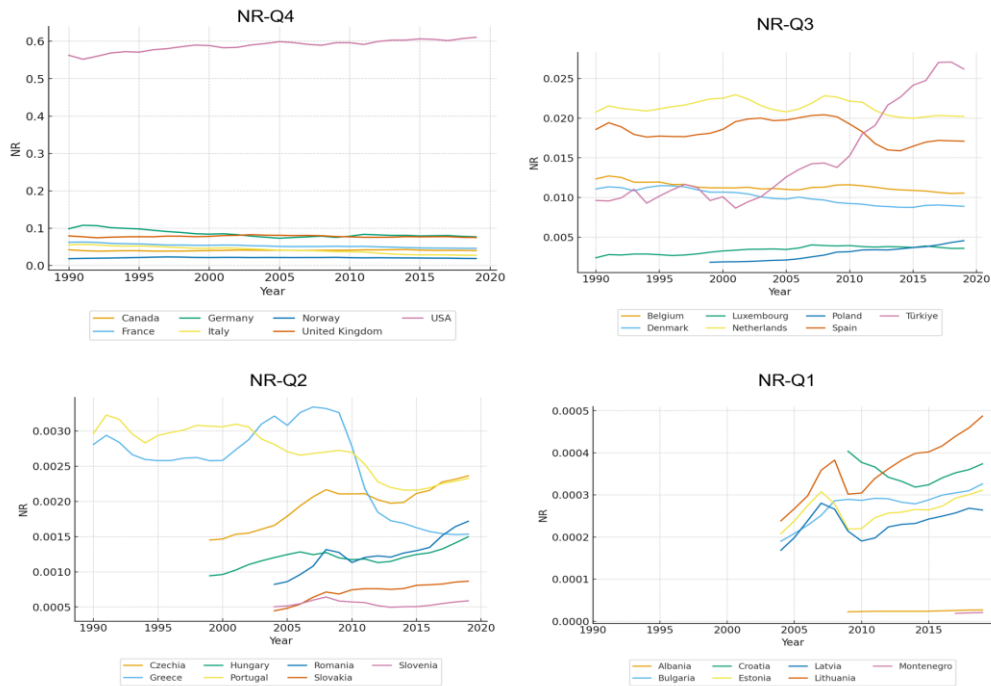 NR-Q4
0.6
0.5
0.4
0.3
0.2
0.1
0.0
NR
1990 1995 2000 2005 2010 2015 2020
Year
Canada Germany Norway USA
France Italy United Kingdom
NR-Q3
0.025
0.020
0.015
0.010
0.005
NR
1990 1995 2000 2005 2010 2015 2020
Year
Belgium Luxembourg Poland Türkiye
Denmark Netherlands Spain
NR-Q2
0.0030
0.0025
0.0020
0.0015
0.0010
0.0005
NR
1990 1995 2000 2005 2010 2015 2020
Year
Czechia Hungary Romania Slovenia
Greece Portugal Slovakia
NR-Q1
0.0005
0.0004
0.0003
0.0002
0.0001
0.0000
NR
1990 1995 2000 2005 2010 2015
Year
Albania Croatia Latvia Montenegro
Bulgaria Estonia Lithuania